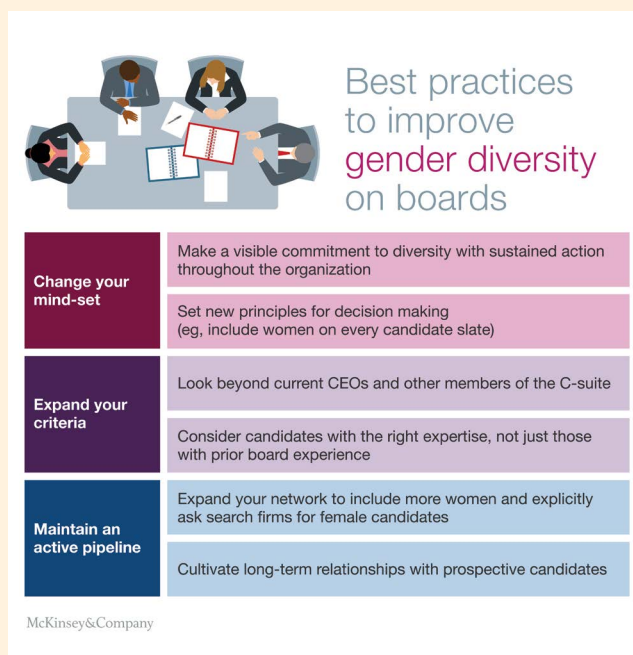 Best practices
to improve
gender diversity
on boards
Change your
mind-set
Make a visible commitment to diversity with sustained action
throughout the organization
Set new principles for decision making
(eg, include women on every candidate slate)
Expand your
criteria
Look beyond current CEOs and other members of the C-suite
Consider candidates with the right expertise, not just those
with prior board experience
Maintain an
active pipeline
Expand your network to include more women and explicitly
ask search firms for female candidates
Cultivate long-term relationships with prospective candidates
McKinsey&Company